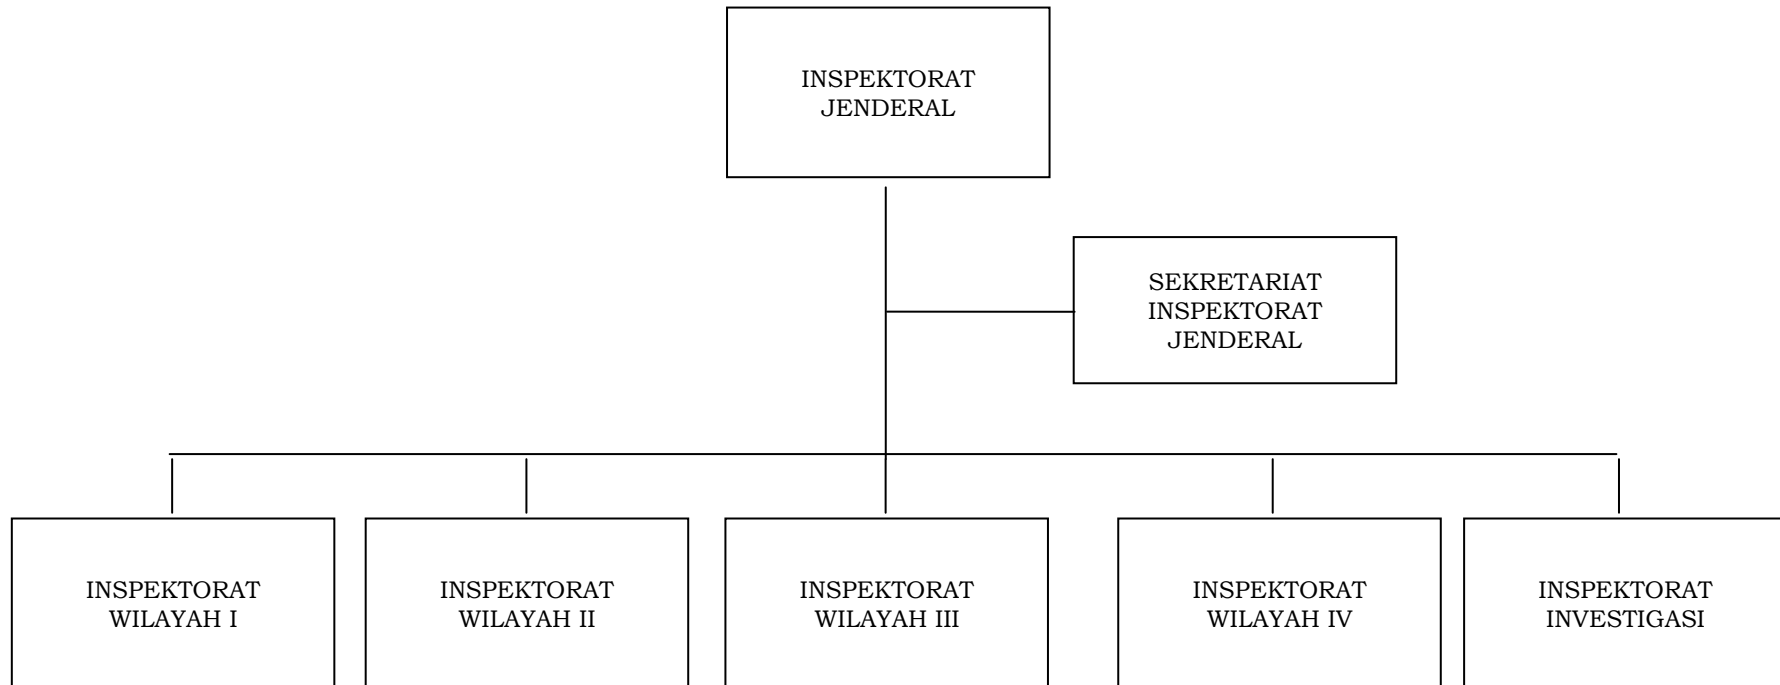 INSPEKTORAT
JENDERAL
SEKRETARIAT
INSPEKTORAT
JENDERAL
INSPEKTORAT
WILAYAH I
INSPEKTORAT
WILAYAH II
INSPEKTORAT
WILAYAH III
INSPEKTORAT
WILAYAH IV
INSPEKTORAT
INVESTIGASI